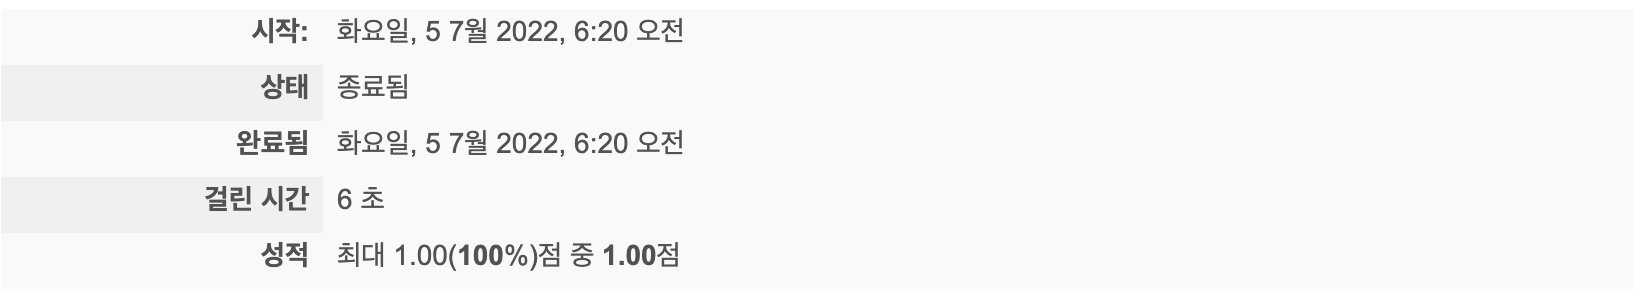 시작: 화요일, 5 7월 2022, 6:20 오전
상태 종료됨
완료됨 화요일, 5 7월 2022, 6:20 오전
걸린 시간 6 초
성적 최대 1.00(100%)점 중 1.00점